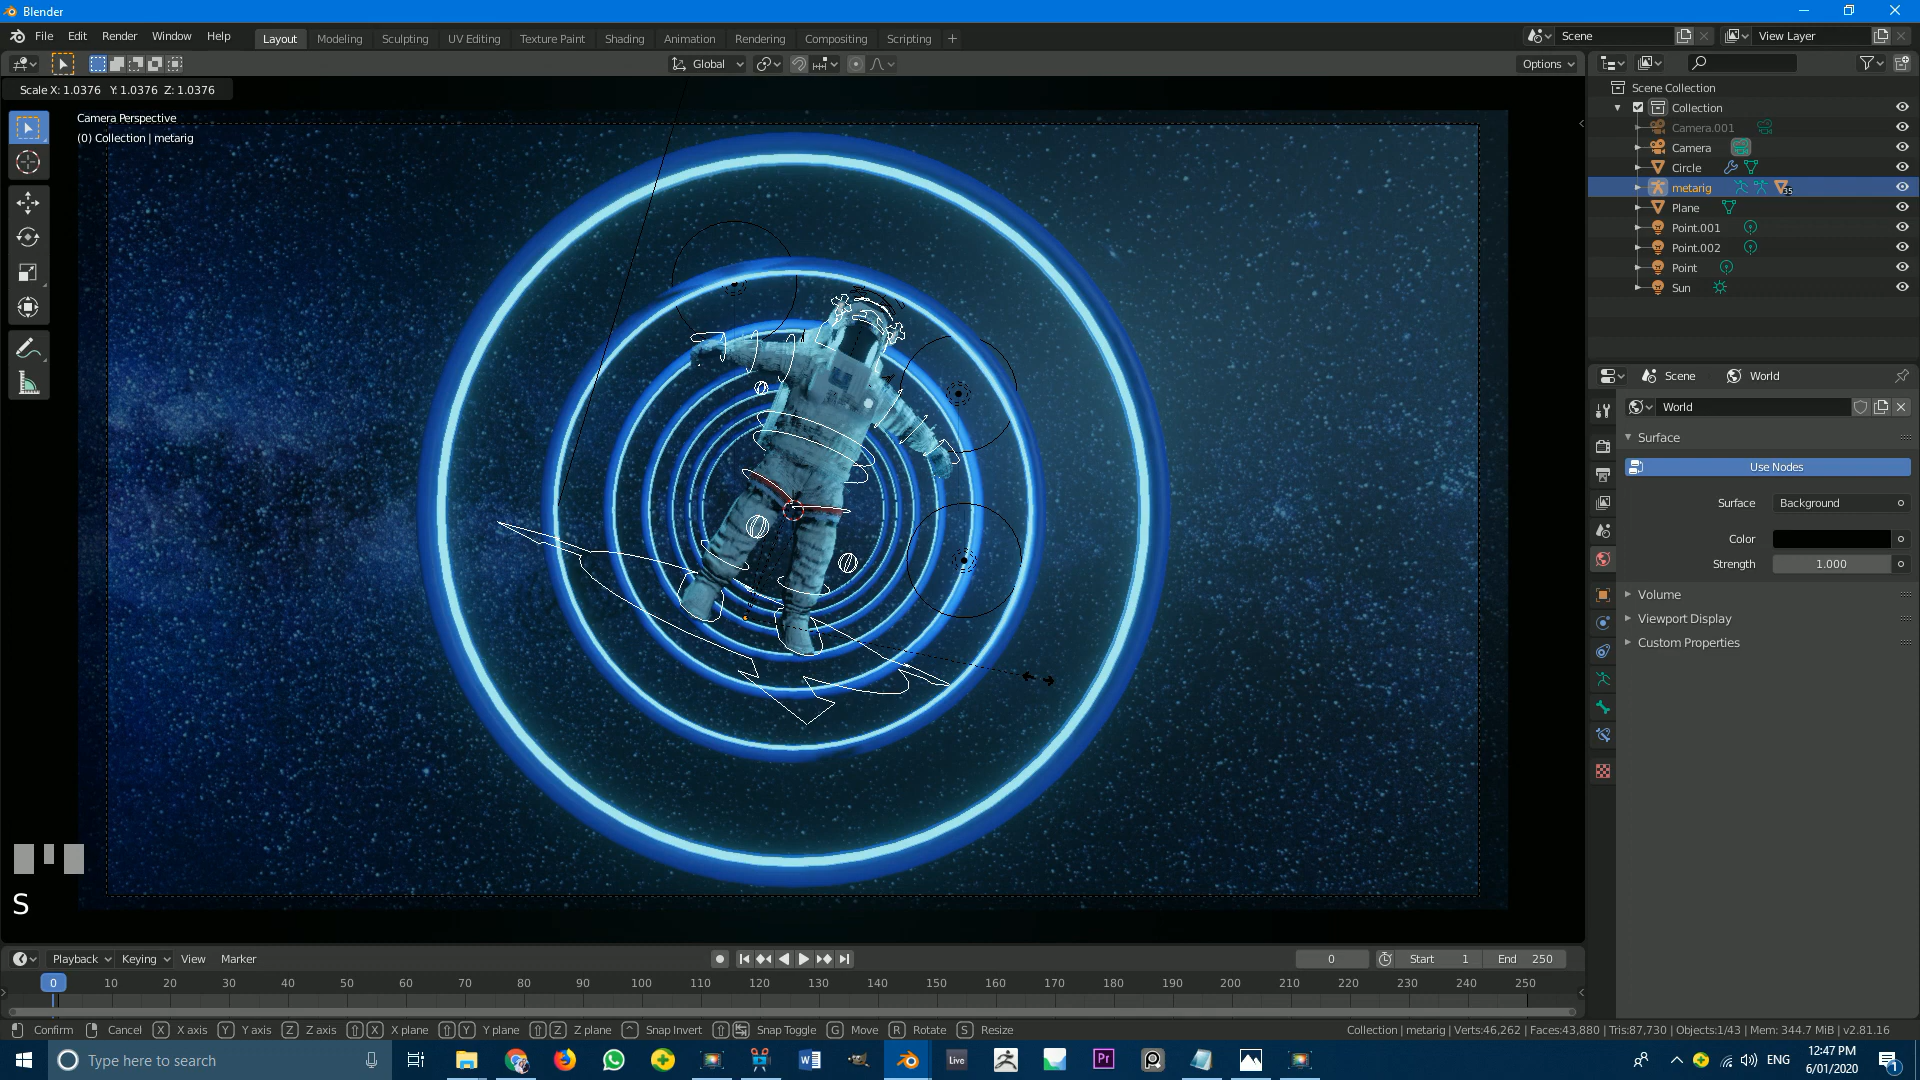 Blender
File Edit Render Window Help
Layout Modeling Sculpting UV Editing Texture Paint Shading Animation Rendering Compositing Scripting +
Scene
View Layer
Global
Options
Scale X: 1.0376 Y: 1.0376 Z: 1.0376
Camera Perspective
(0) Collection | metarig
Scene Collection
Collection
Camera.001
Camera
Circle
metarig
35
Plane
Point.001
Point.002
Point
Sun
Scene World
World
Surface
Use Nodes
Surface Background
Color
Strength 1.000
Volume
Viewport Display
Custom Properties
S
Playback Keying View Marker
0
Start 1
End 250
0 10 20 30 40 50 60 70 80 90 100 110 120 130 140 150 160 170 180 190 200 210 220 230 240 250
Confirm Cancel X X axis Y Y axis Z Z axis X X plane Y Y plane Z Z plane Snap Invert Snap Toggle G Move R Rotate S Resize
Collection | metarig | Verts:46,262 | Faces:43,880 | Tris:87,730 | Objects:1/43 | Mem: 344.7 MiB | v2.81.16
Type here to search
W
Live
Pr
ENG
12:47 PM
6/01/2020
1